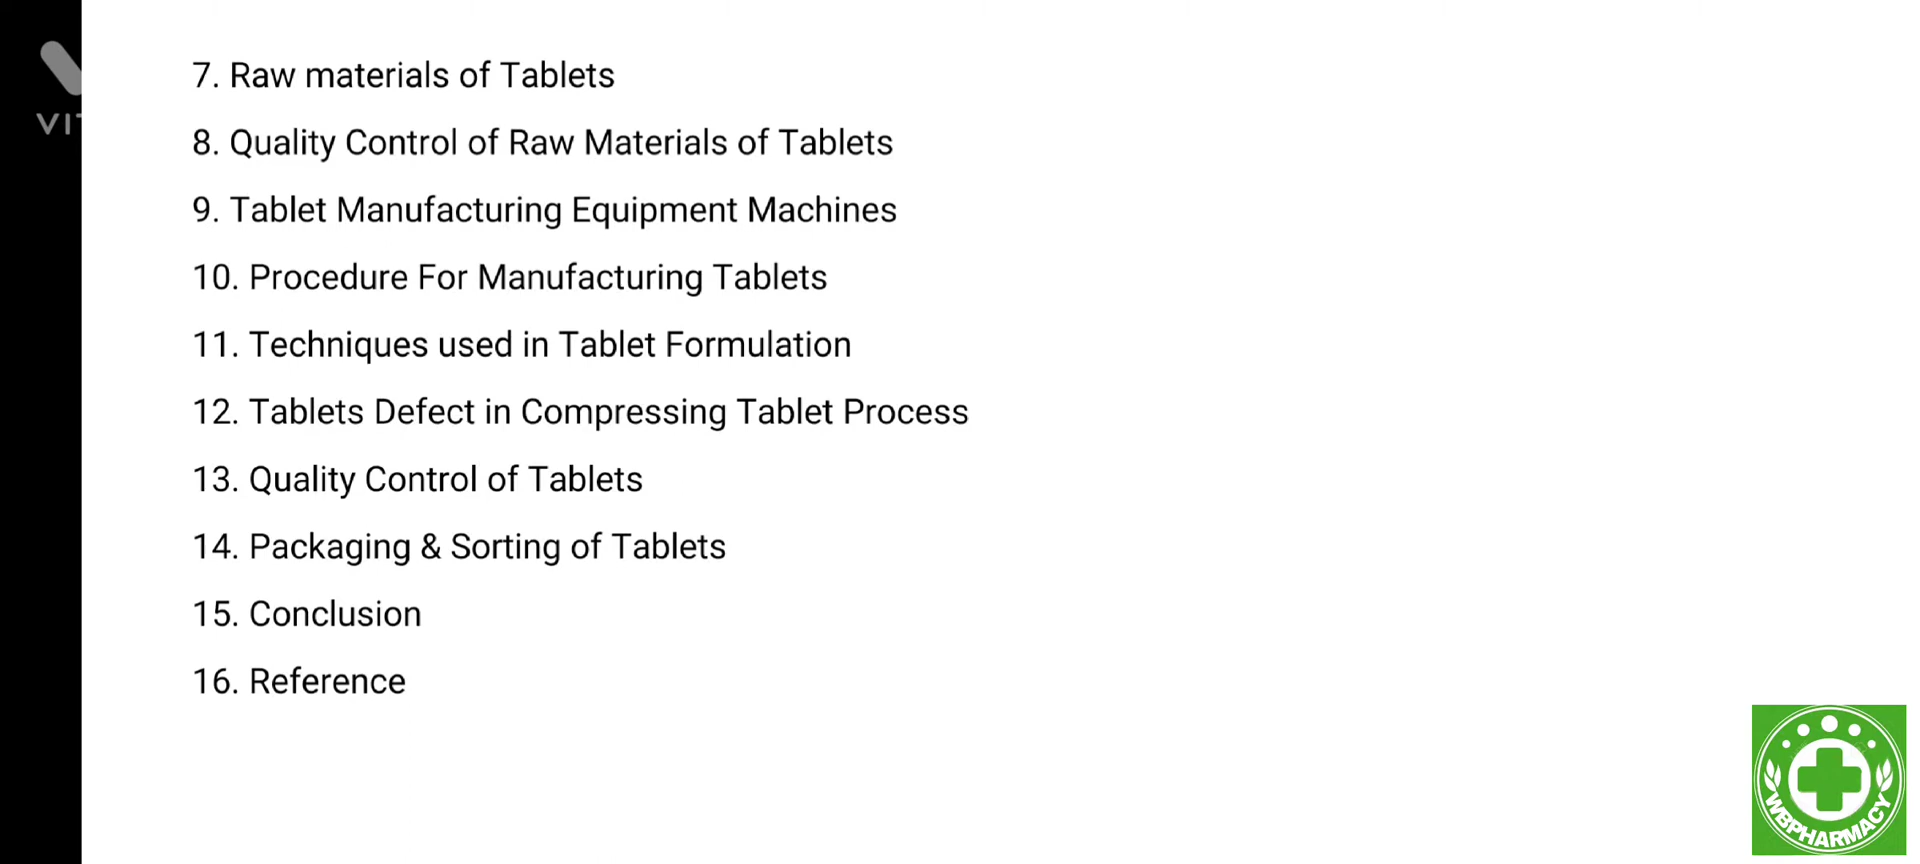 VIT
7. Raw materials of Tablets
8. Quality Control of Raw Materials of Tablets
9. Tablet Manufacturing Equipment Machines
10. Procedure For Manufacturing Tablets
11. Techniques used in Tablet Formulation
12. Tablets Defect in Compressing Tablet Process
13. Quality Control of Tablets
14. Packaging & Sorting of Tablets
15. Conclusion
16. Reference
WBPHARMACY